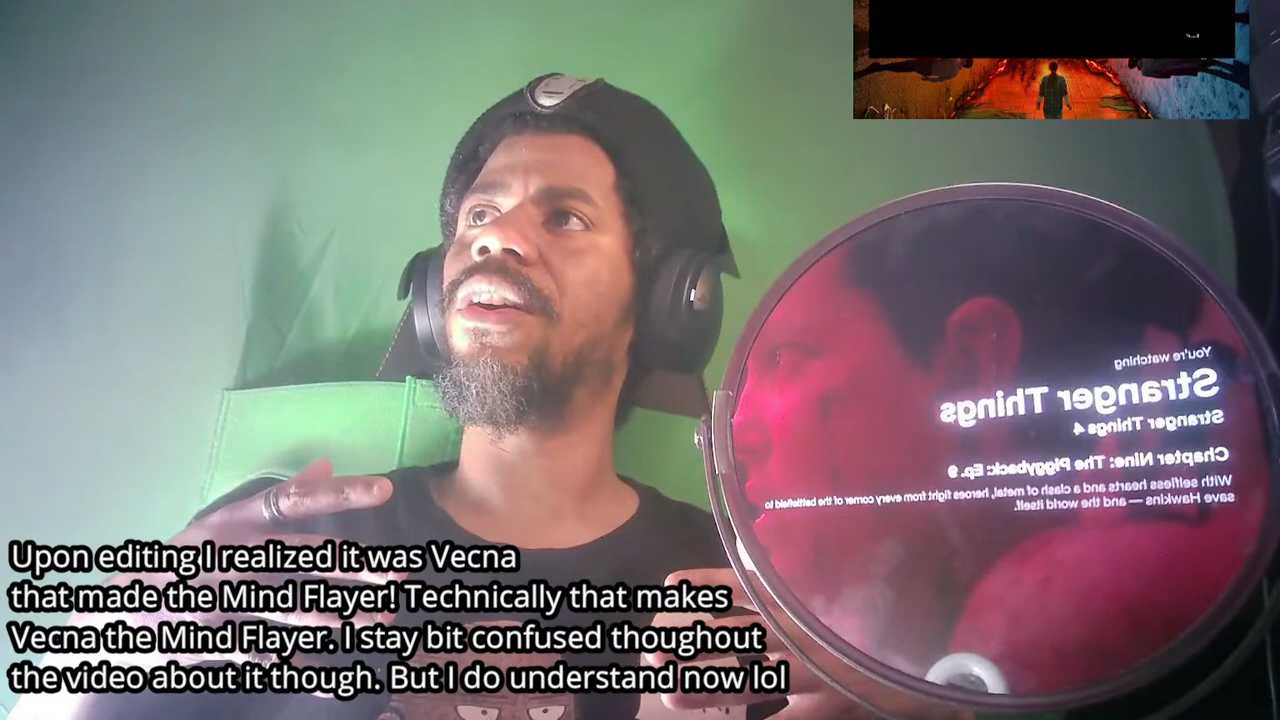 You're watching
Stranger Things
Stranger Things 4
Chapter Nine: The Piggyback: Ep. 9
With selfless hearts and a clash of metal, heroes fight from every corner of the battlefield to
save Hawkins — and the world itself.
Upon editing I realized it was Vecna
that made the Mind Flayer! Technically that makes
Vecna the Mind Flayer. I stay bit confused thoughout
the video about it though. But I do understand now lol